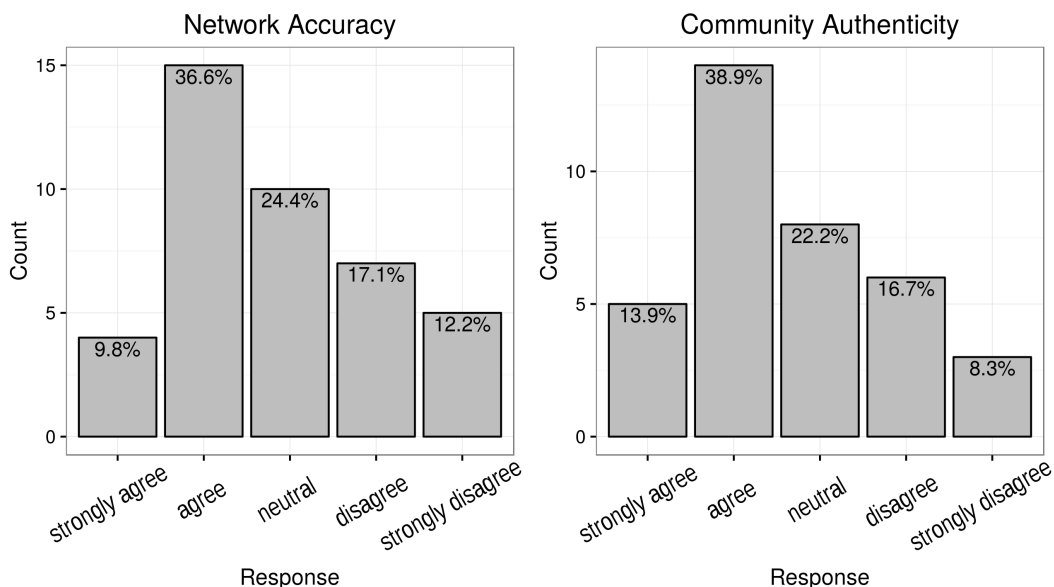 Network Accuracy
Count
15
10
5
0
36.6%
24.4%
17.1%
12.2%
9.8%
strongly agree
agree
neutral
disagree
strongly disagree
Response
Community Authenticity
Count
10
5
0
38.9%
22.2%
16.7%
13.9%
8.3%
strongly agree
agree
neutral
disagree
strongly disagree
Response